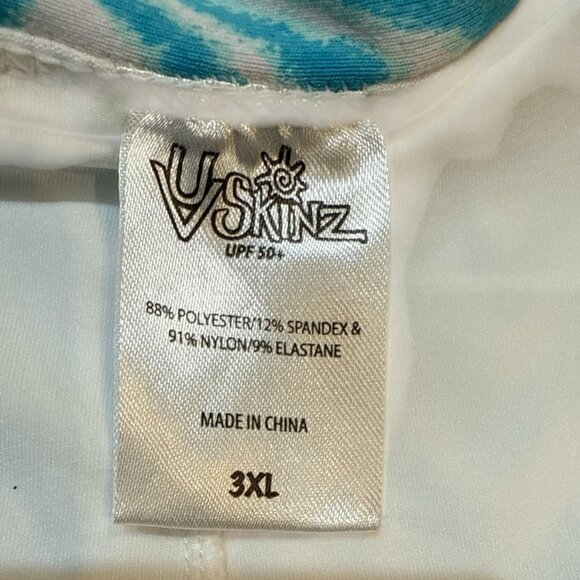 UV SKINZ
UPF 50+
88% POLYESTER/12% SPANDEX &
91% NYLON/9% ELASTANE
MADE IN CHINA
3XL